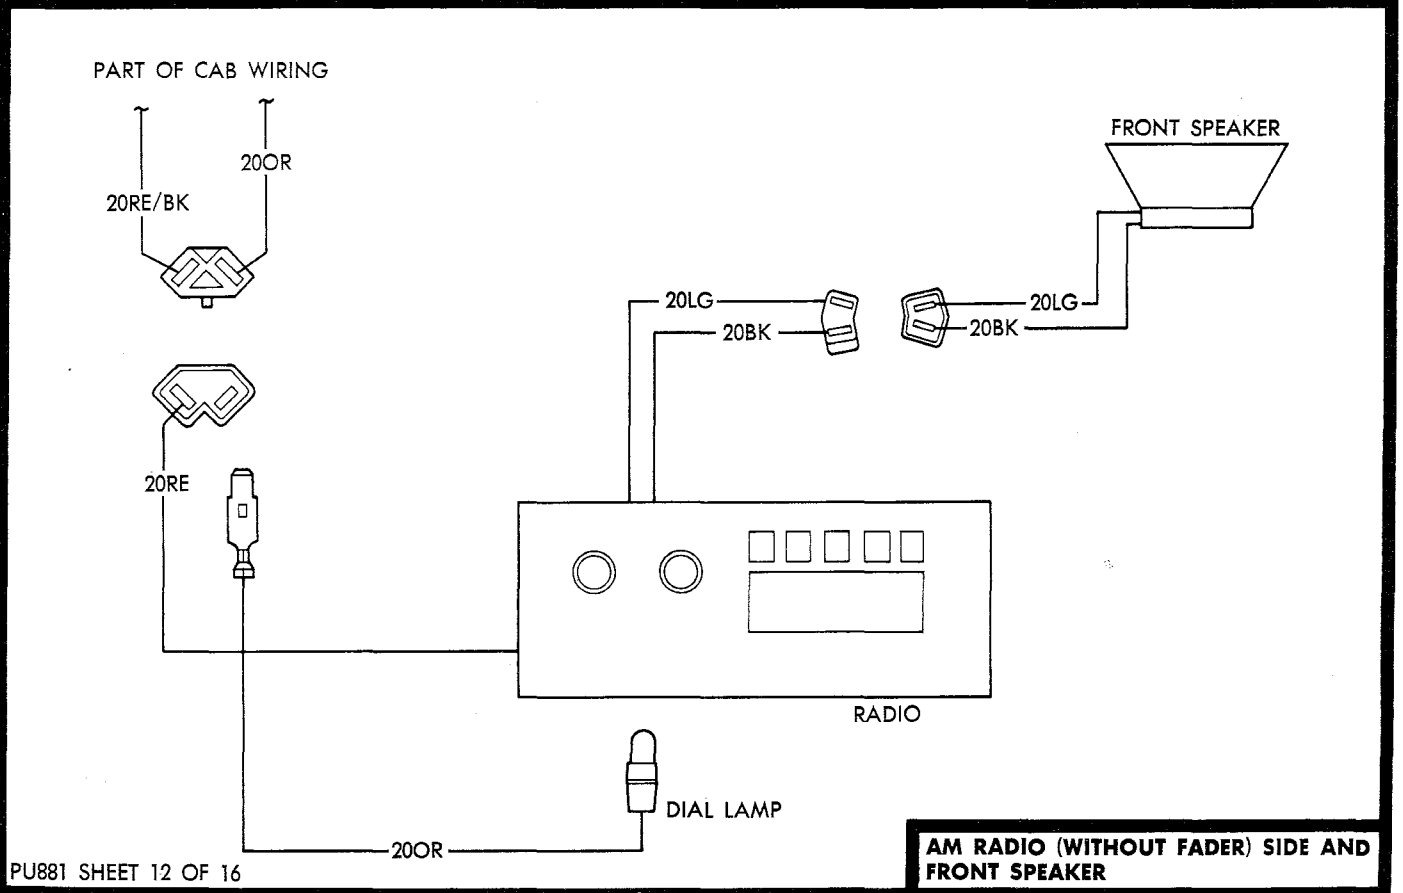 PART OF CAB WIRING
20OR
20RE/BK
FRONT SPEAKER
20LG
20BK
20LG
20BK
20RE
RADIO
DIAL LAMP
20OR
PU881 SHEET 12 OF 16
AM RADIO (WITHOUT FADER) SIDE AND
FRONT SPEAKER